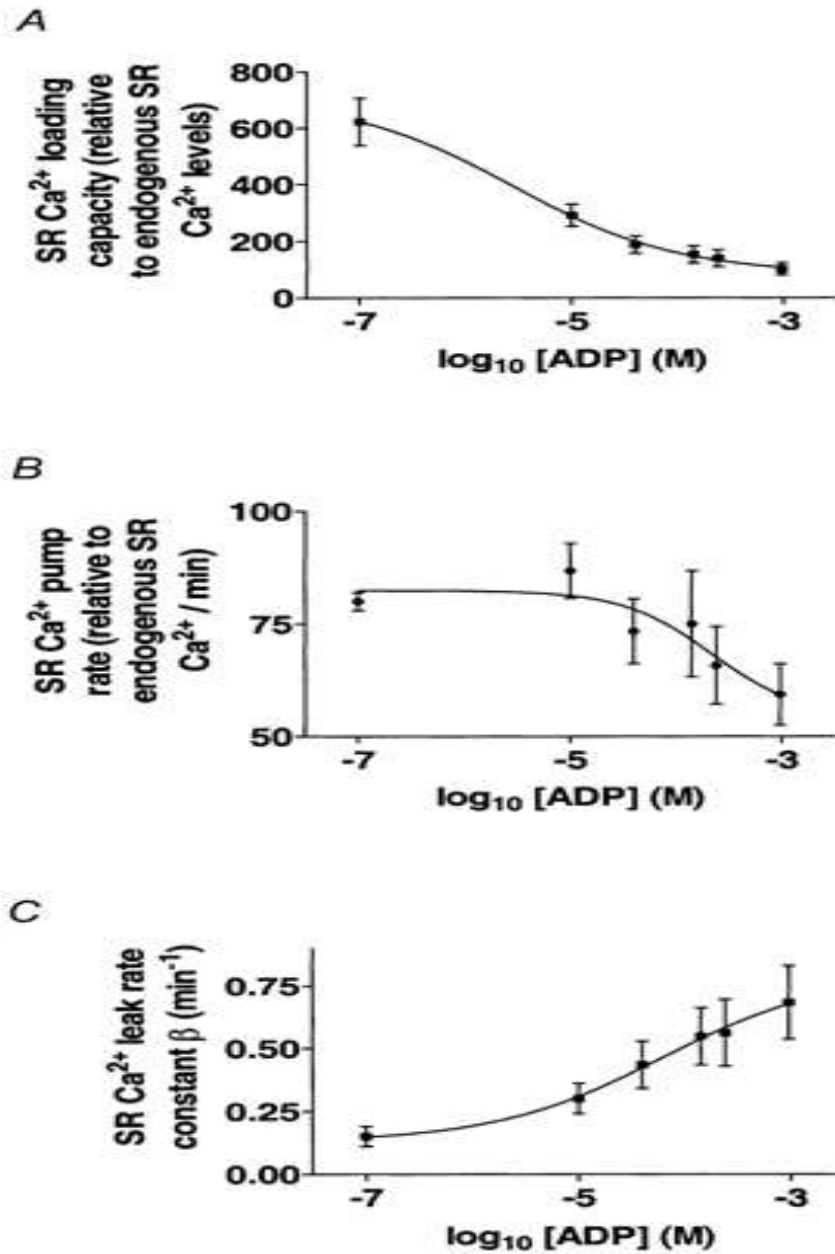 A
SR Ca²⁺ loading
capacity (relative
to endogenous SR
Ca²⁺ levels)
800
600
400
200
0
-7
-5
-3
log₁₀ [ADP] (M)
B
SR Ca²⁺ pump
rate (relative to
endogenous SR
Ca²⁺ / min)
100
75
50
-7
-5
-3
log₁₀ [ADP] (M)
C
SR Ca²⁺ leak rate
constant β (min⁻¹)
0.75
0.50
0.25
0.00
-7
-5
-3
log₁₀ [ADP] (M)